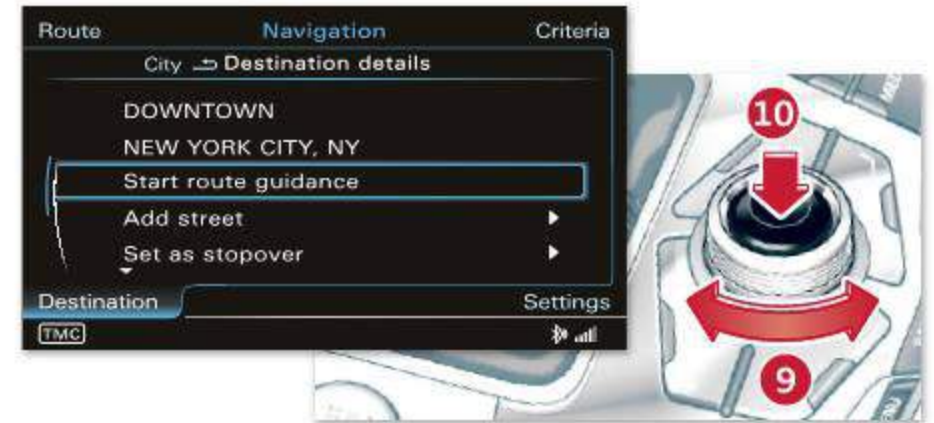 Route Navigation Criteria
City Destination details
DOWNTOWN
NEW YORK CITY, NY
Start route guidance
Add street
Set as stopover
Destination Settings
TMC
10
9